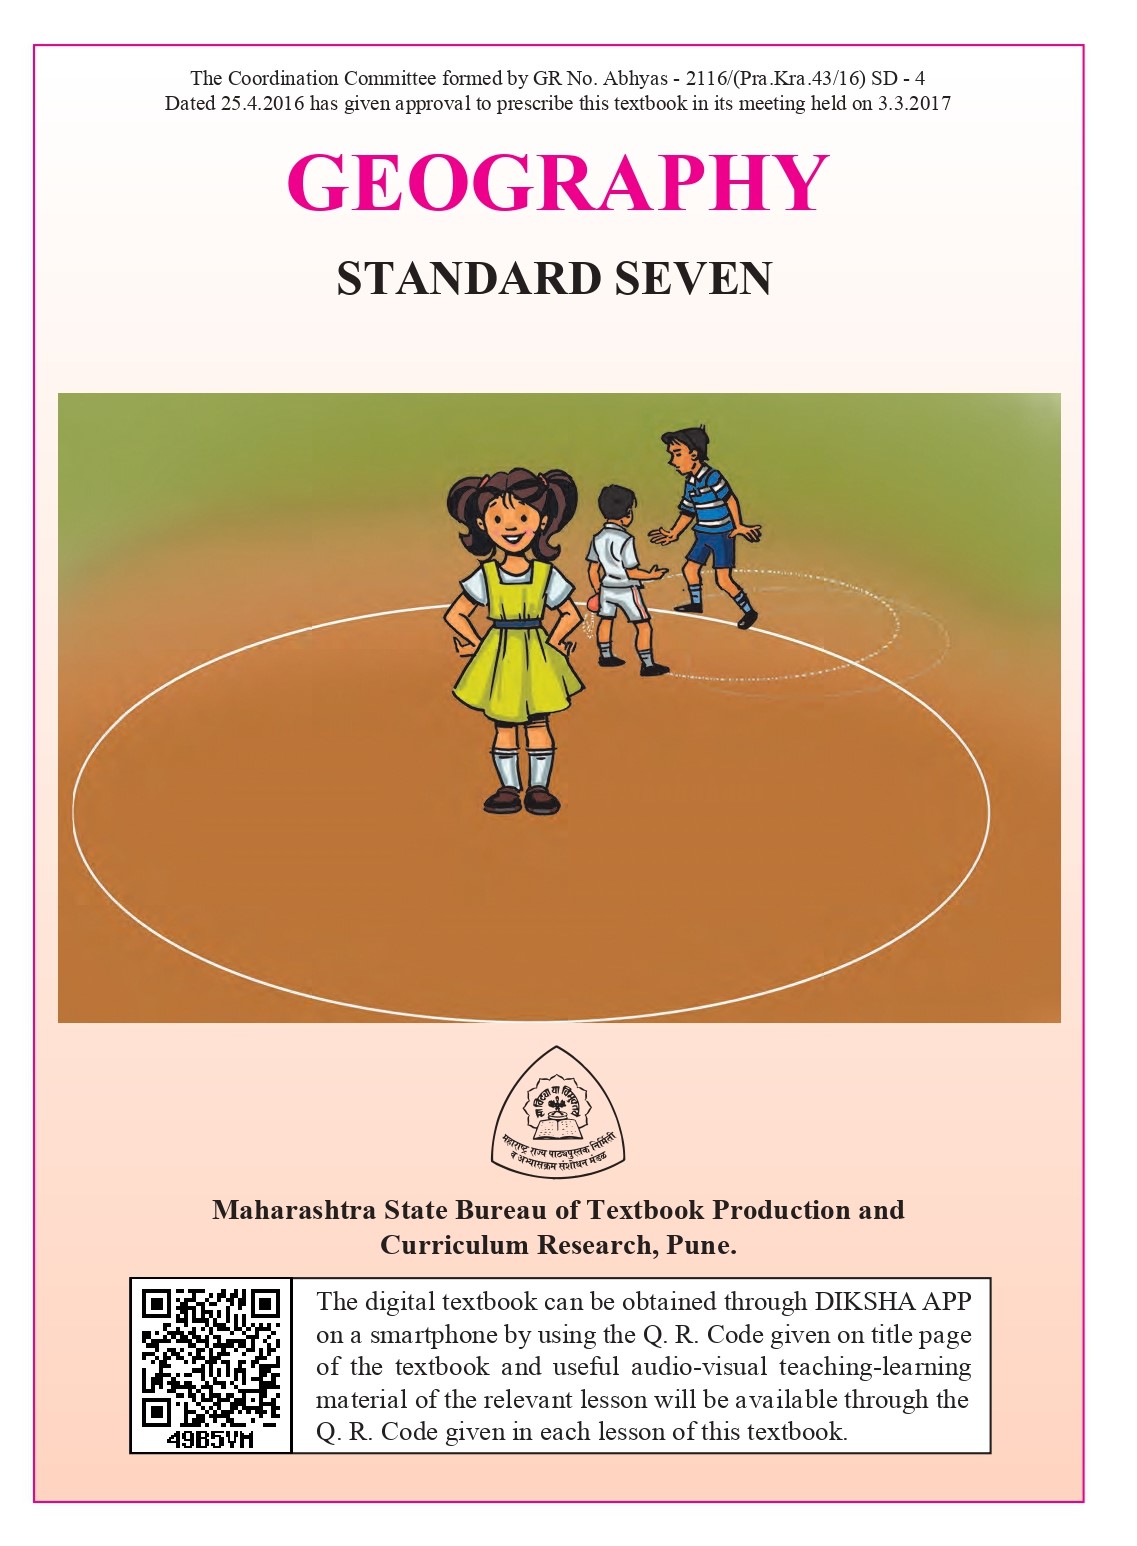 The Coordination Committee formed by GR No. Abhyas - 2116/(Pra.Kra.43/16) SD - 4
Dated 25.4.2016 has given approval to prescribe this textbook in its meeting held on 3.3.2017
GEOGRAPHY
STANDARD SEVEN
सा विद्या या विमुक्तये
महाराष्ट्र राज्य पाठ्यपुस्तक निर्मिती
व अभ्यासक्रम संशोधन मंडळ
Maharashtra State Bureau of Textbook Production and
Curriculum Research, Pune.
The digital textbook can be obtained through DIKSHA APP
on a smartphone by using the Q. R. Code given on title page
of the textbook and useful audio-visual teaching-learning
material of the relevant lesson will be available through the
Q. R. Code given in each lesson of this textbook.
49B5VM